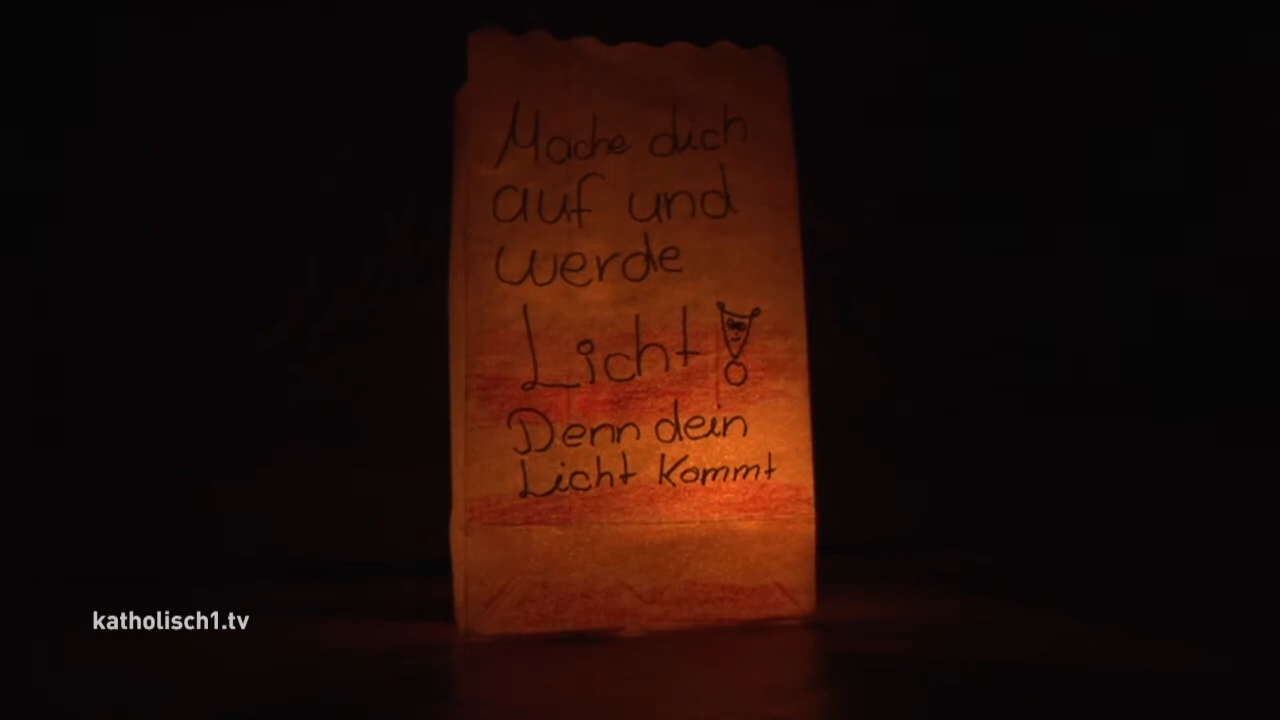 Mache dich
auf und
werde
Licht!
Denn dein
Licht kommt
katholisch1.tv